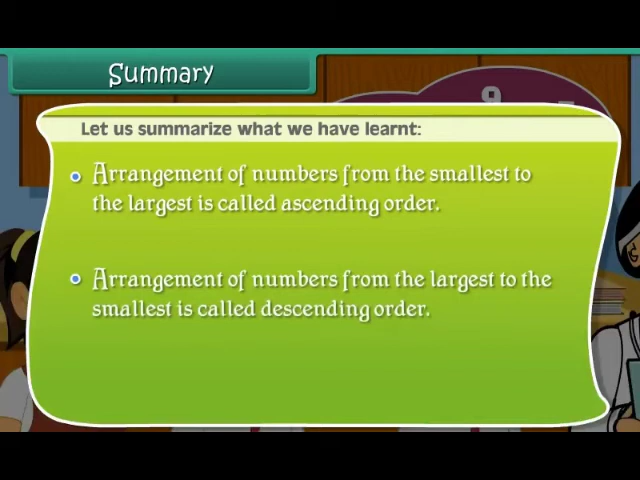 Summary
9
Let us summarize what we have learnt:
Arrangement of numbers from the smallest to
the largest is called ascending order.
Arrangement of numbers from the largest to the
smallest is called descending order.